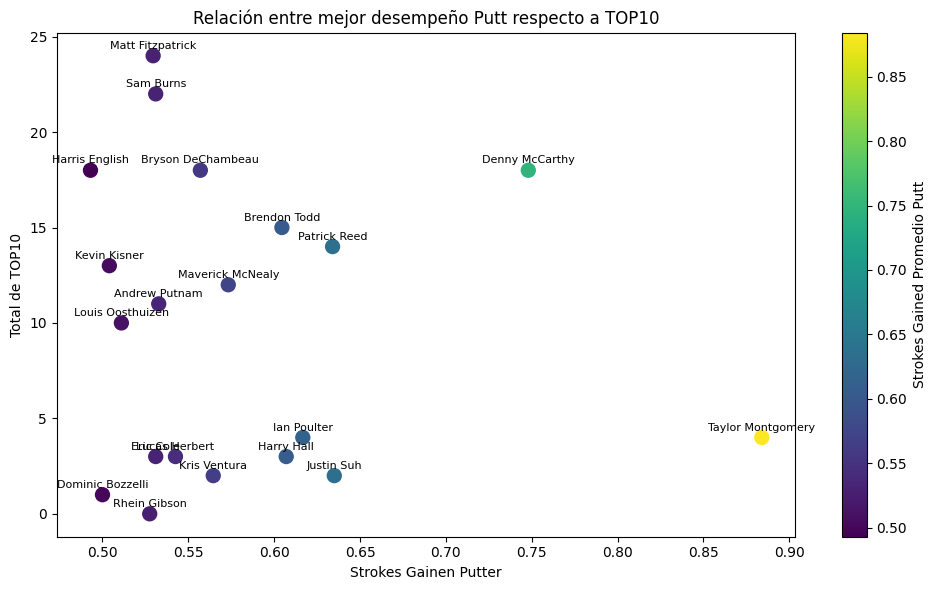 Relación entre mejor desempeño Putt respecto a TOP10
25
20
15
10
5
0
Total de TOP10
Matt Fitzpatrick
Sam Burns
Harris English
Bryson DeChambeau
Denny McCarthy
Brendon Todd
Patrick Reed
Kevin Kisner
Maverick McNealy
Andrew Putnam
Louis Oosthuizen
Ian Poulter
Taylor Montgomery
Eric Cole
Lucas Herbert
Harry Hall
Kris Ventura
Justin Suh
Dominic Bozzelli
Rhein Gibson
0.50 0.55 0.60 0.65 0.70 0.75 0.80 0.85 0.90
Strokes Gainen Putter
0.85
0.80
0.75
0.70
0.65
0.60
0.55
0.50
Strokes Gained Promedio Putt